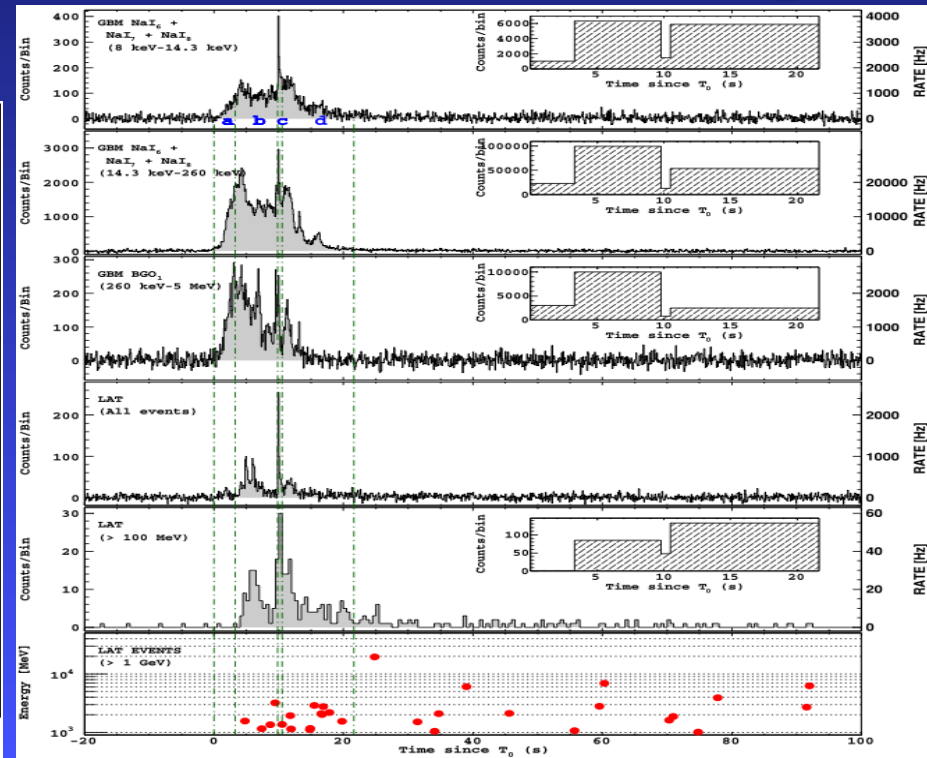 GBM NaI₆ +
NaI₇ + NaI₈
(8 keV-14.3 keV)
Counts/Bin
400
300
200
100
0
RATE [Hz]
4000
3000
2000
1000
0
Counts/bin
6000
4000
2000
0
5 10 15 20
Time since T₀ (s)
a b c d
GBM NaI₆ +
NaI₇ + NaI₈
(14.3 keV-260 keV)
Counts/Bin
3000
2000
1000
0
RATE [Hz]
20000
10000
0
Counts/bin
100000
50000
0
5 10 15 20
Time since T₀ (s)
GBM BGO₁
(260 keV-5 MeV)
Counts/Bin
300
200
100
0
RATE [Hz]
2000
1000
0
Counts/bin
10000
5000
0
5 10 15 20
Time since T₀ (s)
LAT
(All events)
Counts/Bin
200
100
0
RATE [Hz]
2000
1000
0
LAT
(> 100 MeV)
Counts/Bin
30
20
10
0
RATE [Hz]
60
40
20
0
Counts/bin
100
50
0
5 10 15 20
Time since T₀ (s)
LAT EVENTS
(> 1 GeV)
Energy [MeV]
10⁴
10³
-20 0 20 40 60 80 100
Time since T₀ (s)